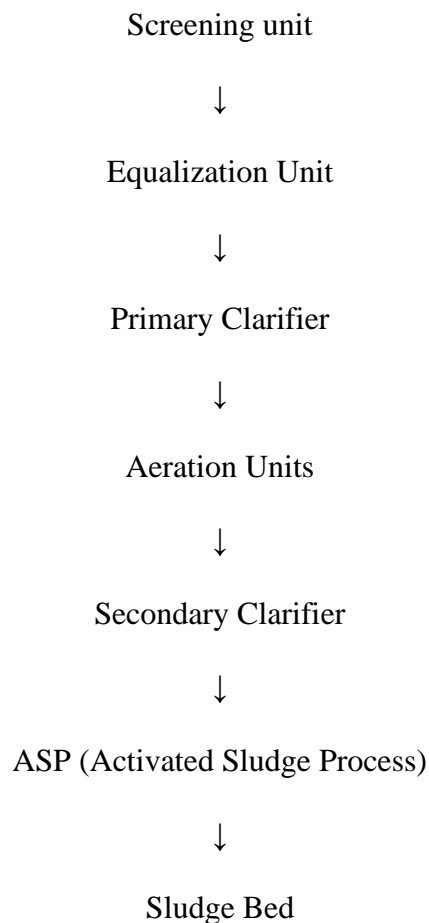 Screening unit
↓
Equalization Unit
↓
Primary Clarifier
↓
Aeration Units
↓
Secondary Clarifier
↓
ASP (Activated Sludge Process)
↓
Sludge Bed